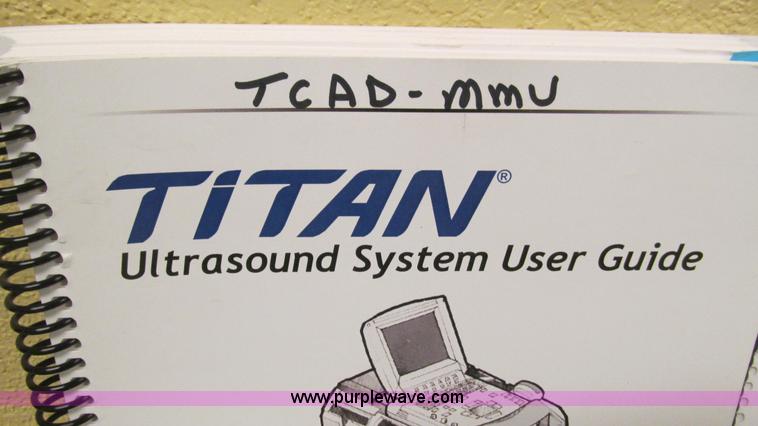 TCAD-MMU
TiTAN®
Ultrasound System User Guide
www.purplewave.com